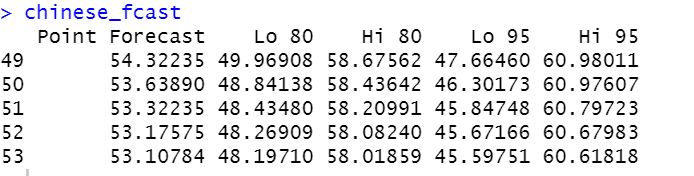 > chinese_fcast
   Point Forecast    Lo 80    Hi 80    Lo 95    Hi 95
49       54.32235 49.96908 58.67562 47.66460 60.98011
50       53.63890 48.84138 58.43642 46.30173 60.97607
51       53.32235 48.43480 58.20991 45.84748 60.79723
52       53.17575 48.26909 58.08240 45.67166 60.67983
53       53.10784 48.19710 58.01859 45.59751 60.61818